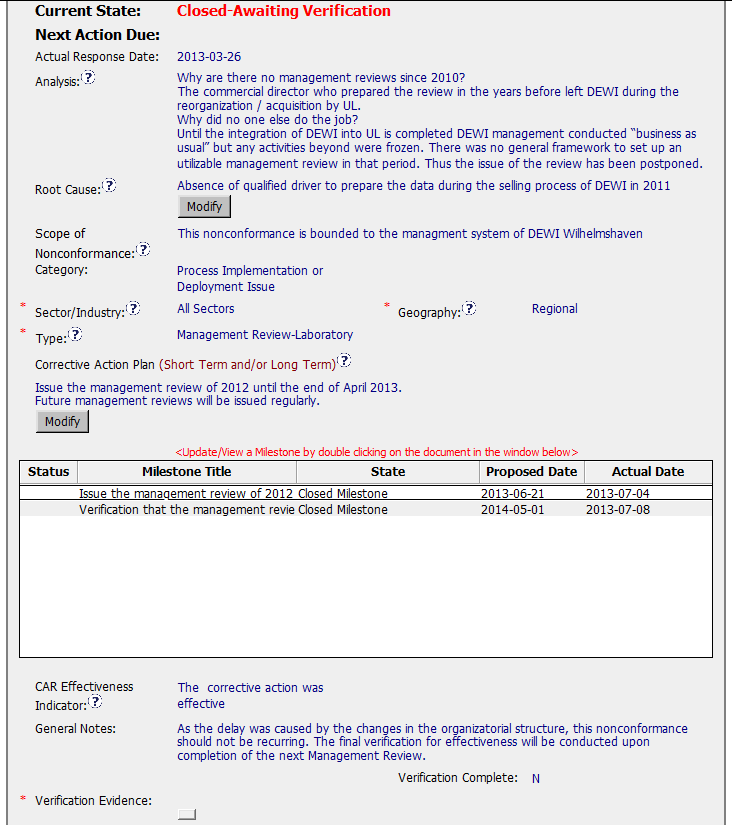 Current State: Closed-Awaiting Verification
Next Action Due:
Actual Response Date: 2013-03-26
Analysis:? Why are there no management reviews since 2010?
The commercial director who prepared the review in the years before left DEWI during the
reorganization / acquisition by UL.
Why did no one else do the job?
Until the integration of DEWI into UL is completed DEWI management conducted "business as
usual" but any activities beyond were frozen. There was no general framework to set up an
utilizable management review in that period. Thus the issue of the review has been postponed.
Root Cause:? Absence of qualified driver to prepare the data during the selling process of DEWI in 2011
Modify
Scope of This nonconformance is bounded to the managment system of DEWI Wilhelmshaven
Nonconformance:?
Category: Process Implementation or
Deployment Issue
* Sector/Industry:? All Sectors * Geography:? Regional
* Type:? Management Review-Laboratory
Corrective Action Plan (Short Term and/or Long Term)?
Issue the management review of 2012 until the end of April 2013.
Future management reviews will be issued regularly.
Modify
<Update/View a Milestone by double clicking on the document in the window below>
Status Milestone Title State Proposed Date Actual Date
Issue the management review of 2012 Closed Milestone 2013-06-21 2013-07-04
Verification that the management revie Closed Milestone 2014-05-01 2013-07-08
CAR Effectiveness The corrective action was
Indicator:? effective
General Notes: As the delay was caused by the changes in the organizatorial structure, this nonconformance
should not be recurring. The final verification for effectiveness will be conducted upon
completion of the next Management Review.
Verification Complete: N
* Verification Evidence: